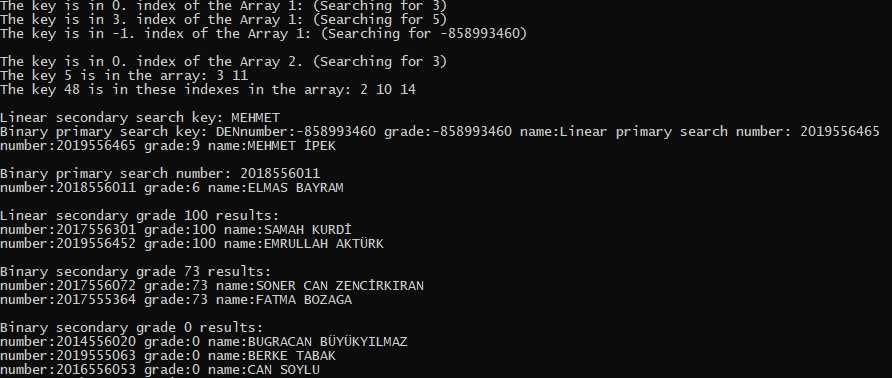 The key is in 0. index of the Array 1: (Searching for 3)
The key is in 3. index of the Array 1: (Searching for 5)
The key is in -1. index of the Array 1: (Searching for -858993460)
The key is in 0. index of the Array 2. (Searching for 3)
The key 5 is in the array: 3 11
The key 48 is in these indexes in the array: 2 10 14
Linear secondary search key: MEHMET
Binary primary search key: DENnumber:-858993460 grade:-858993460 name:Linear primary search number: 2019556465
number:2019556465 grade:9 name:MEHMET İPEK
Binary primary search number: 2018556011
number:2018556011 grade:6 name:ELMAS BAYRAM
Linear secondary grade 100 results:
number:2017556301 grade:100 name:SAMAH KURDİ
number:2019556452 grade:100 name:EMRULLAH AKTÜRK
Binary secondary grade 73 results:
number:2017556072 grade:73 name:SONER CAN ZENCİRKIRAN
number:2017555364 grade:73 name:FATMA BOZAGA
Binary secondary grade 0 results:
number:2014556020 grade:0 name:BUGRACAN BÜYÜKYILMAZ
number:2019555063 grade:0 name:BERKE TABAK
number:2016556053 grade:0 name:CAN SOYLU